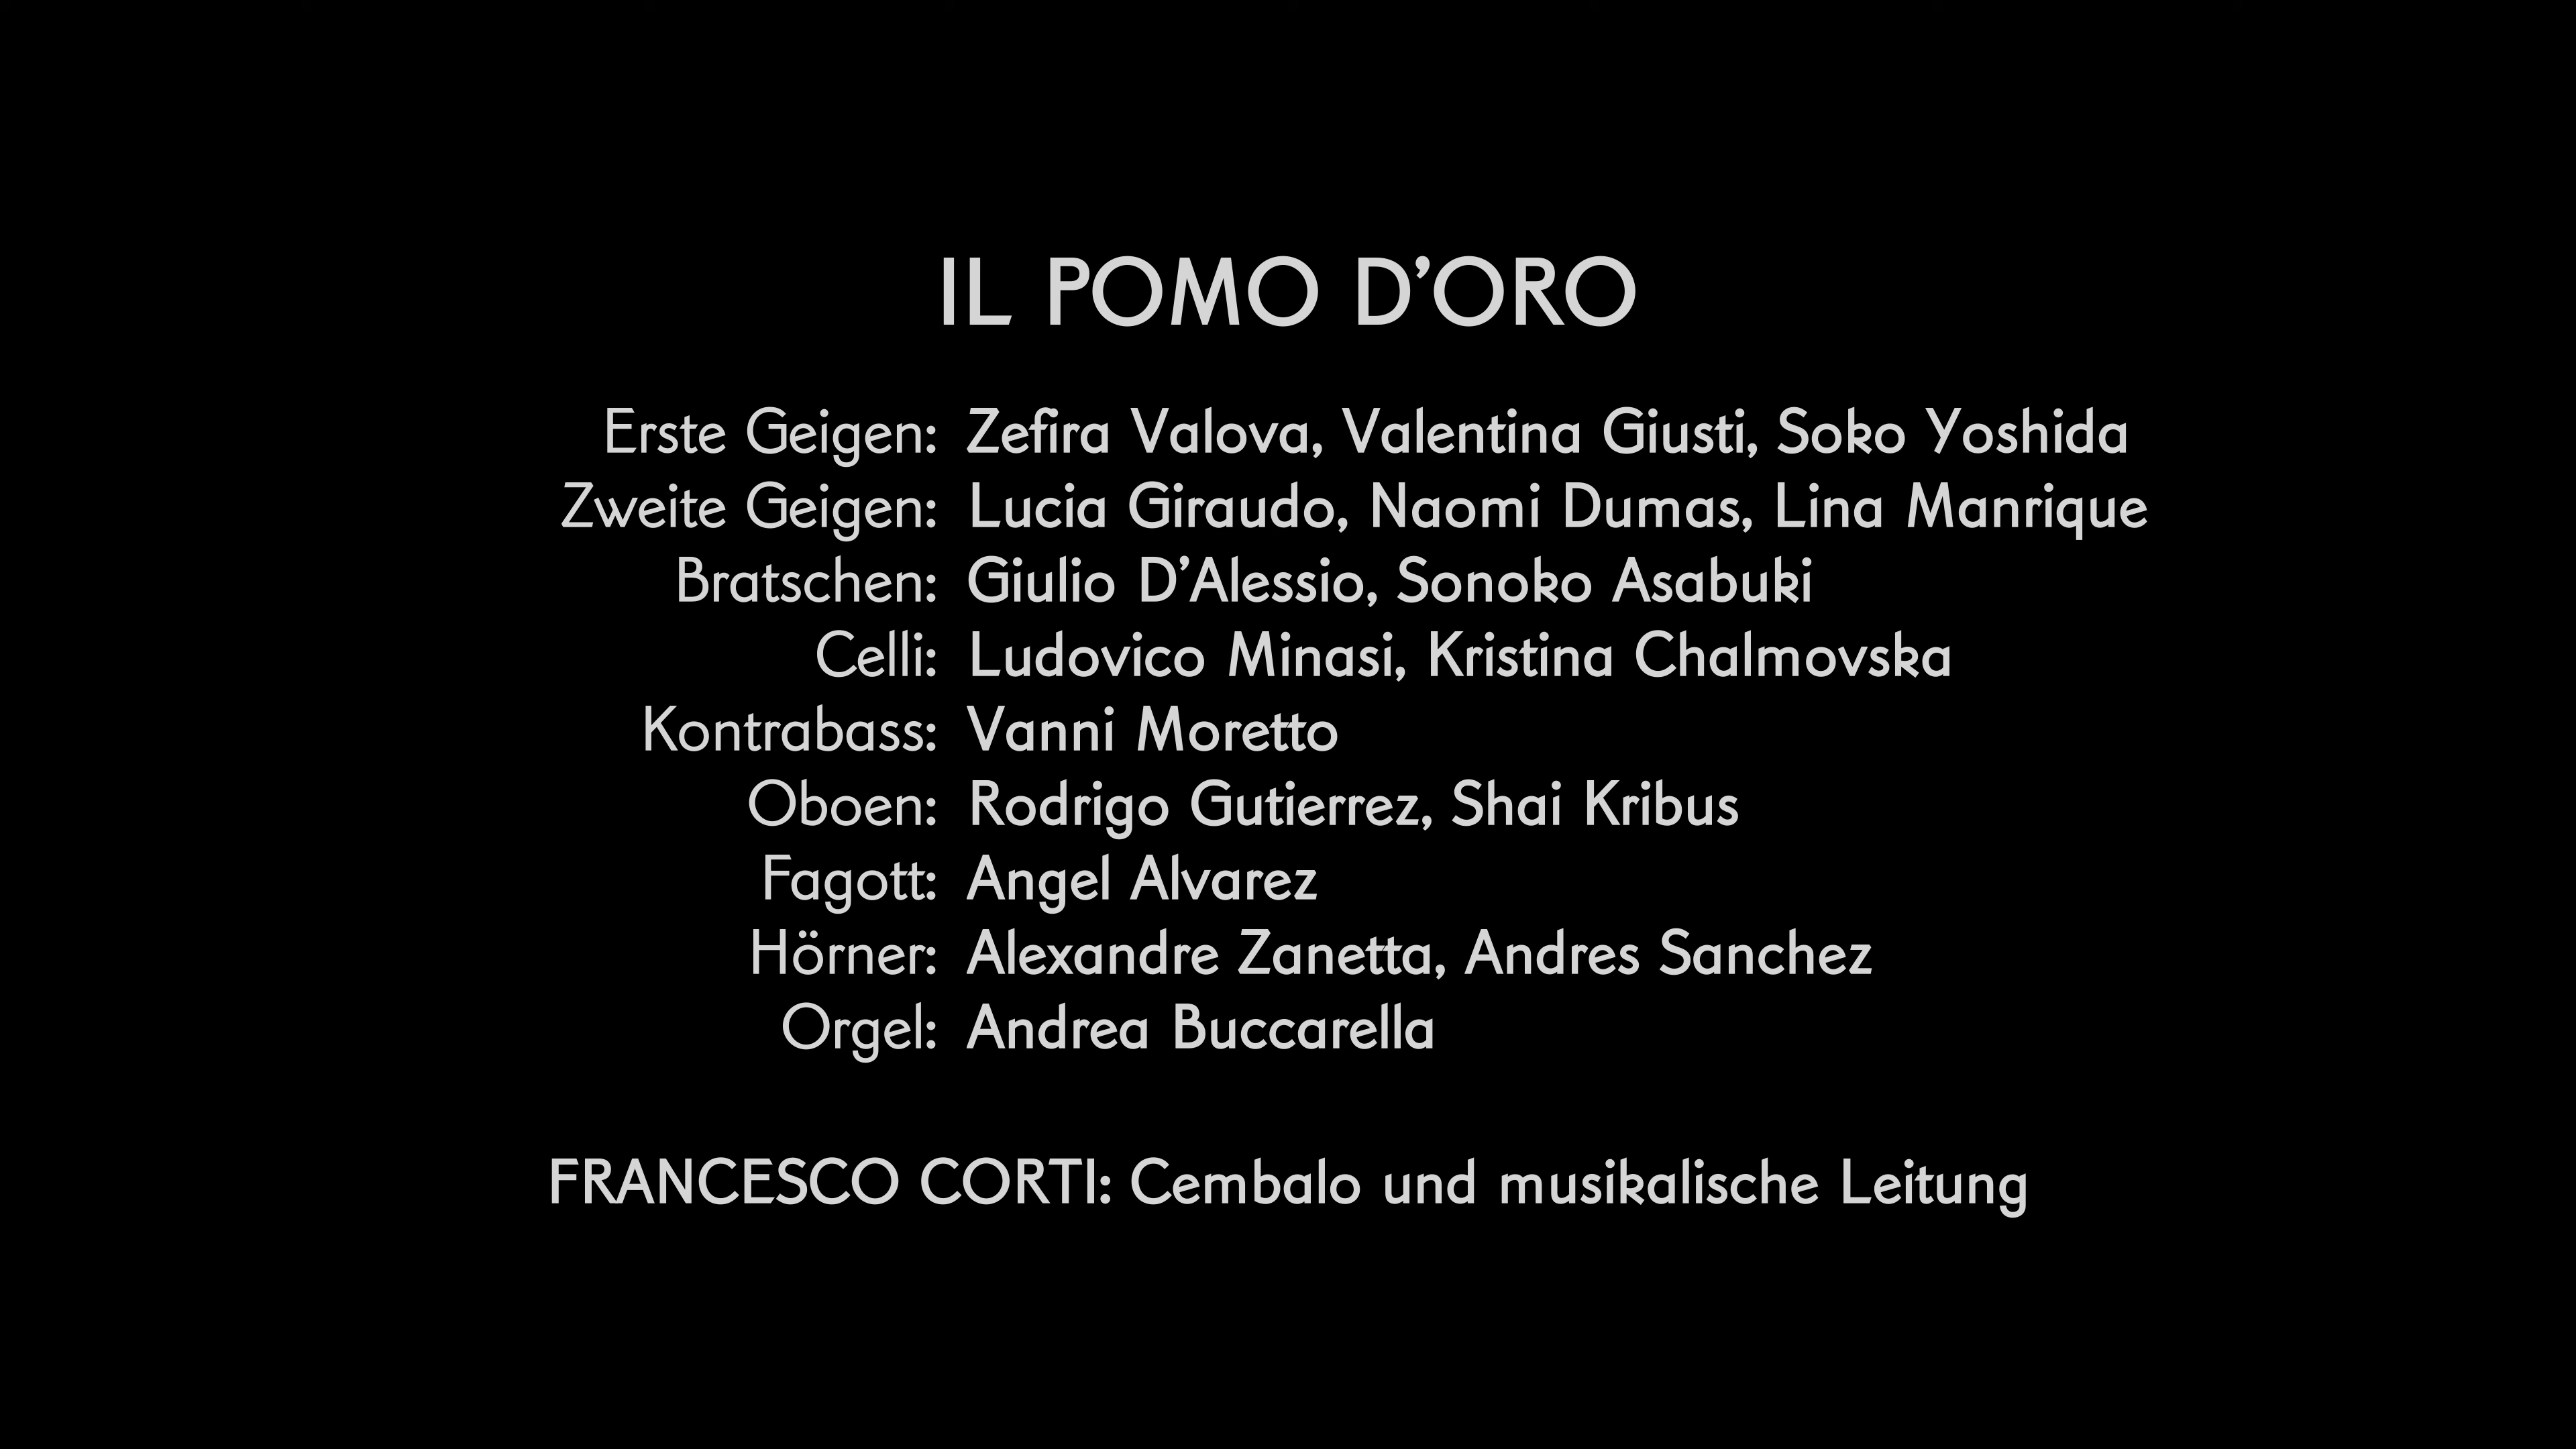 IL POMO D’ORO
Erste Geigen: Zefira Valova, Valentina Giusti, Soko Yoshida
Zweite Geigen: Lucia Giraudo, Naomi Dumas, Lina Manrique
Bratschen: Giulio D’Alessio, Sonoko Asabuki
Celli: Ludovico Minasi, Kristina Chalmovska
Kontrabass: Vanni Moretto
Oboen: Rodrigo Gutierrez, Shai Kribus
Fagott: Angel Alvarez
Hörner: Alexandre Zanetta, Andres Sanchez
Orgel: Andrea Buccarella
FRANCESCO CORTI: Cembalo und musikalische Leitung